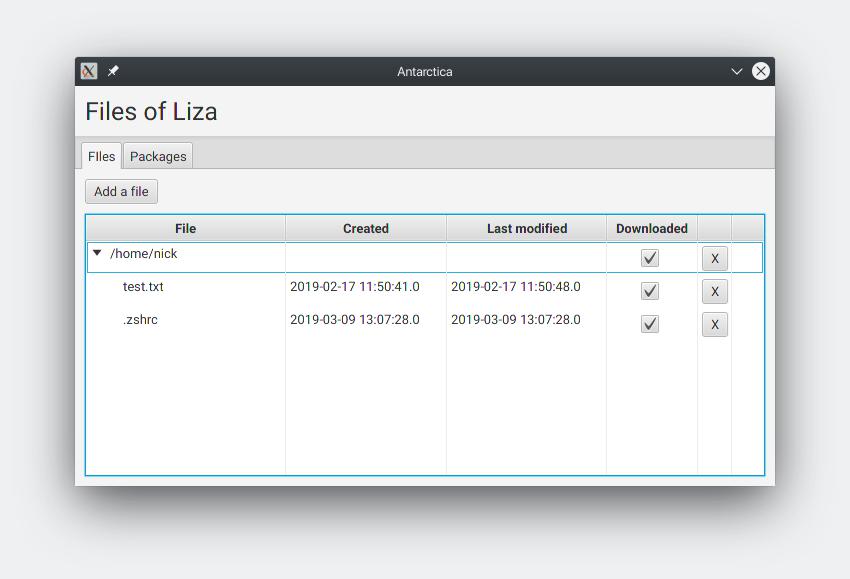 Antarctica
Files of Liza
FIles Packages
Add a file
File Created Last modified Downloaded
/home/nick X
test.txt 2019-02-17 11:50:41.0 2019-02-17 11:50:48.0 X
.zshrc 2019-03-09 13:07:28.0 2019-03-09 13:07:28.0 X